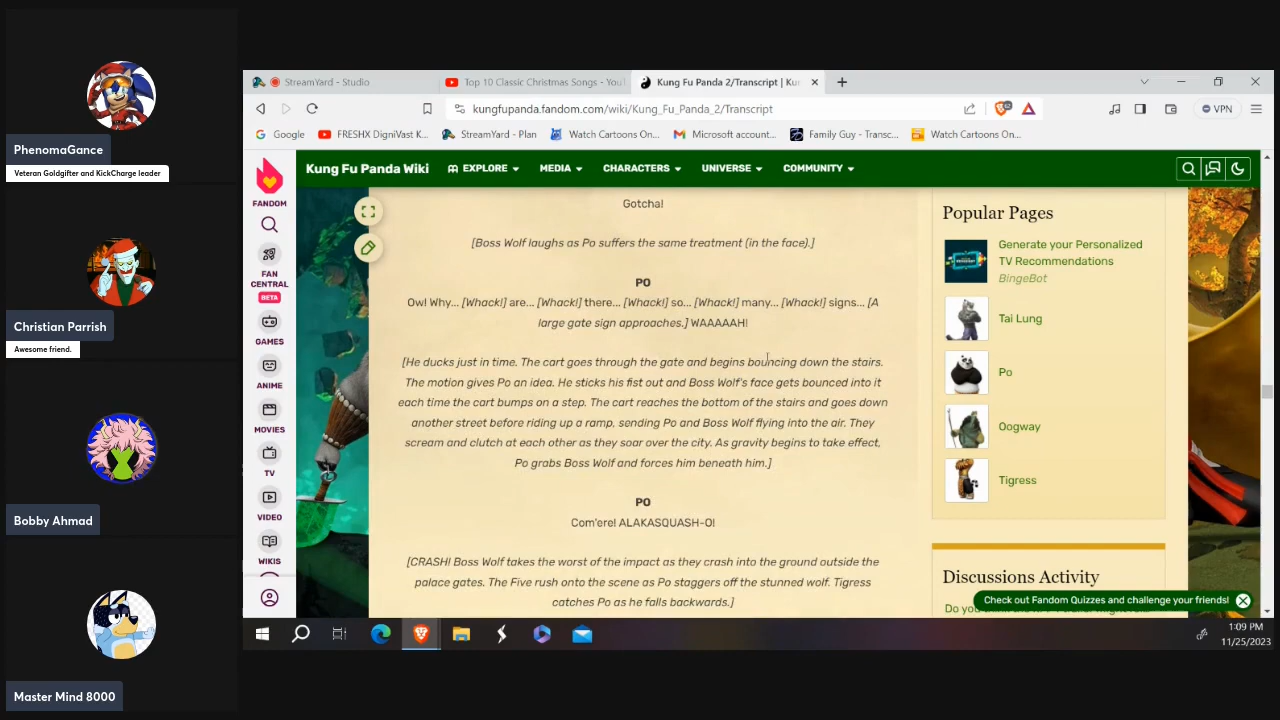 PhenomaGance
Veteran Goldgifter and KickCharge leader
Christian Parrish
Awesome friend.
Bobby Ahmad
Master Mind 8000
StreamYard - Studio
Top 10 Classic Christmas Songs - You
Kung Fu Panda 2/Transcript | Ku
kungfupanda.fandom.com/wiki/Kung_Fu_Panda_2/Transcript
VPN
Google
FRESHX DigniVast K...
StreamYard - Plan
Watch Cartoons On...
Microsoft account...
Family Guy - Transc...
Watch Cartoons On...
FANDOM
FAN
CENTRAL
BETA
GAMES
ANIME
MOVIES
TV
VIDEO
WIKIS
Kung Fu Panda Wiki
EXPLORE
MEDIA
CHARACTERS
UNIVERSE
COMMUNITY
Gotcha!
[Boss Wolf laughs as Po suffers the same treatment (in the face).]
PO
Ow! Why... [Whack!] are... [Whack!] there... [Whack!] so... [Whack!] many... [Whack!] signs... [A
large gate sign approaches.] WAAAAAH!
[He ducks just in time. The cart goes through the gate and begins bouncing down the stairs.
The motion gives Po an idea. He sticks his fist out and Boss Wolf's face gets bounced into it
each time the cart bumps on a step. The cart reaches the bottom of the stairs and goes down
another street before riding up a ramp, sending Po and Boss Wolf flying into the air. They
scream and clutch at each other as they soar over the city. As gravity begins to take effect,
Po grabs Boss Wolf and forces him beneath him.]
PO
Com'ere! ALAKASQUASH-O!
[CRASH! Boss Wolf takes the worst of the impact as they crash into the ground outside the
palace gates. The Five rush onto the scene as Po staggers off the stunned wolf. Tigress
catches Po as he falls backwards.]
Popular Pages
Generate your Personalized
TV Recommendations
BingeBot
Tai Lung
Po
Oogway
Tigress
Discussions Activity
Do you
Check out Fandom Quizzes and challenge your friends!
1:09 PM
11/25/2023